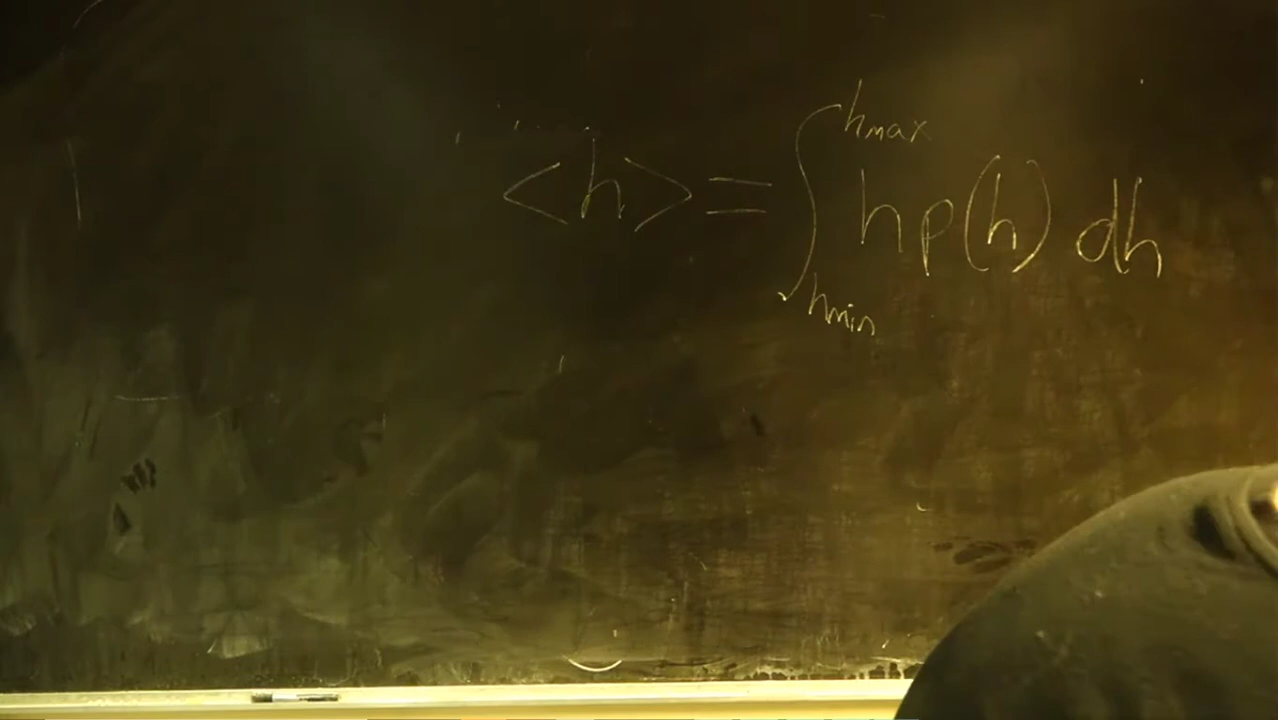 <h> = ∫_{hmin}^{hmax} hp(h) dh